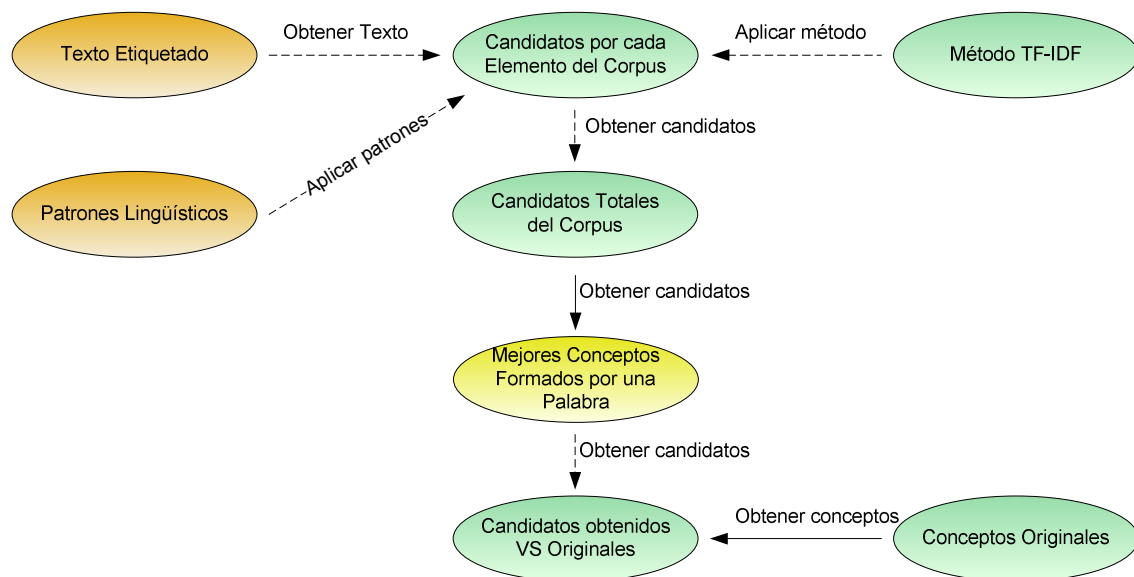 Texto Etiquetado
Obtener Texto
Candidatos por cada
Elemento del Corpus
Aplicar método
Método TF-IDF
Aplicar patrones
Obtener candidatos
Patrones Lingüísticos
Candidatos Totales
del Corpus
Obtener candidatos
Mejores Conceptos
Formados por una
Palabra
Obtener candidatos
Candidatos obtenidos
VS Originales
Obtener conceptos
Conceptos Originales